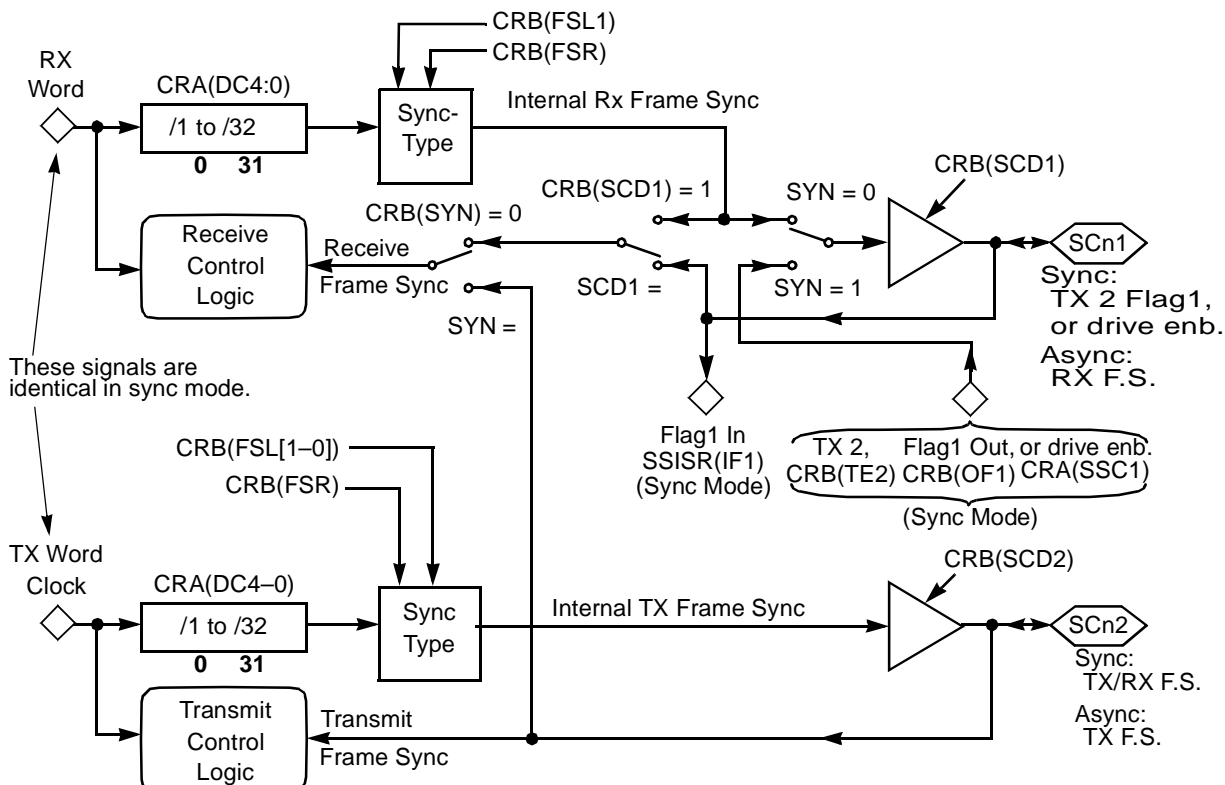 CRB(FSL1)
CRB(FSR)
RX
Word
CRA(DC4:0)
/1 to /32
0 31
Sync-
Type
Internal Rx Frame Sync
CRB(SCD1) = 1
SYN = 0
CRB(SCD1)
CRB(SYN) = 0
Receive
Control
Logic
Receive
Frame Sync
SCD1 =
SYN = 1
SYN =
SCn1
Sync:
TX 2 Flag1,
or drive enb.
Async:
RX F.S.
These signals are
identical in sync mode.
Flag1 In
SSISR(IF1)
(Sync Mode)
TX 2, Flag1 Out, or drive enb.
CRB(TE2) CRB(OF1) CRA(SSC1)
(Sync Mode)
CRB(FSL[1–0])
CRB(FSR)
TX Word
Clock
CRA(DC4–0)
/1 to /32
0 31
Sync
Type
Internal TX Frame Sync
CRB(SCD2)
SCn2
Sync:
TX/RX F.S.
Async:
TX F.S.
Transmit
Control
Logic
Transmit
Frame Sync